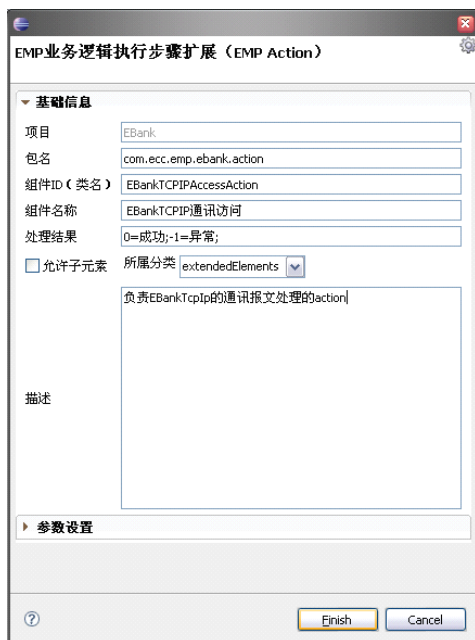 EMP业务逻辑执行步骤扩展（EMP Action）
基础信息
项目 EBank
包名 com.ecc.emp.ebank.action
组件ID（类名） EBankTCPIPAccessAction
组件名称 EBankTCPIP通讯访问
处理结果 0=成功;-1=异常;
允许子元素 所属分类 extendedElements
负责EBankTcpIp的通讯报文处理的action
描述
参数设置
Finish Cancel